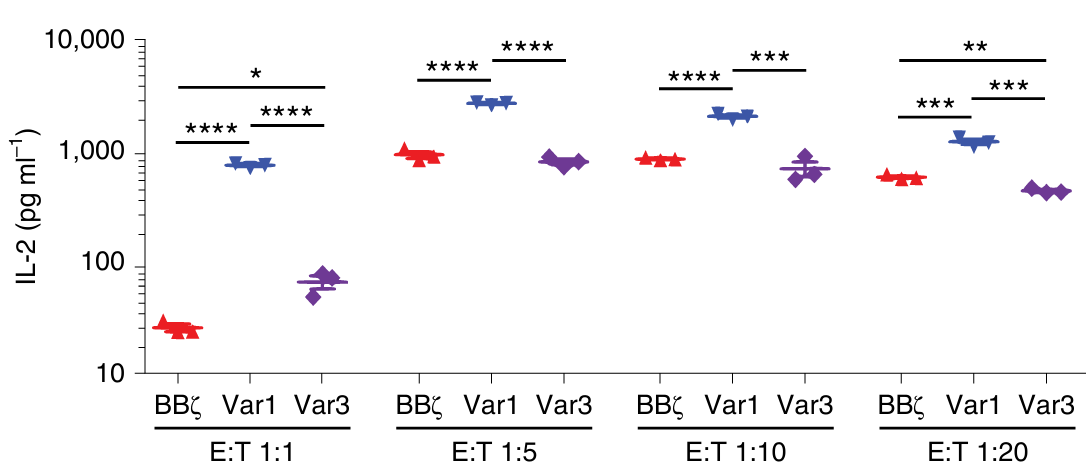 10,000
1,000
100
10
IL-2 (pg ml⁻¹)
* **** ****
**** ****
**** ***
** *** ***
BBζ Var1 Var3 BBζ Var1 Var3 BBζ Var1 Var3 BBζ Var1 Var3
E:T 1:1 E:T 1:5 E:T 1:10 E:T 1:20